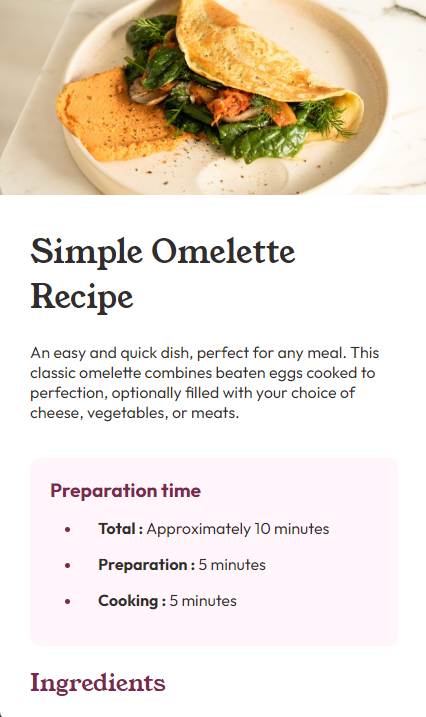 Simple Omelette
Recipe
An easy and quick dish, perfect for any meal. This
classic omelette combines beaten eggs cooked to
perfection, optionally filled with your choice of
cheese, vegetables, or meats.
Preparation time
• Total : Approximately 10 minutes
• Preparation : 5 minutes
• Cooking : 5 minutes
Ingredients